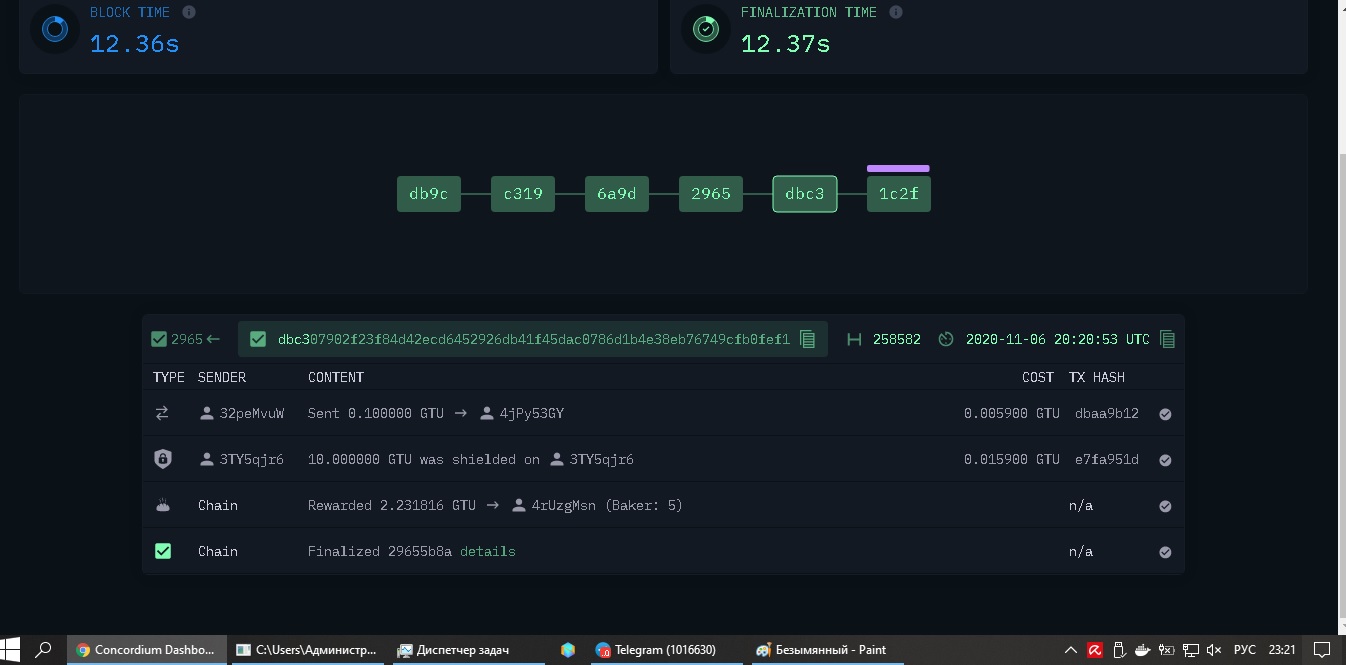 BLOCK TIME
12.36s
FINALIZATION TIME
12.37s
db9c c319 6a9d 2965 dbc3 1c2f
2965 dbc307902f23f84d42ecd6452926db41f45dac0786d1b4e38eb76749cfb0fef1 258582 2020-11-06 20:20:53 UTC
TYPE SENDER CONTENT COST TX HASH
32peMvuW Sent 0.100000 GTU → 4jPy53GY 0.005900 GTU dbaa9b12
3TY5qjr6 10.000000 GTU was shielded on 3TY5qjr6 0.015900 GTU e7fa951d
Chain Rewarded 2.231816 GTU → 4rUzgMsn (Baker: 5) n/a
Chain Finalized 29655b8a details n/a
Concordium Dashbo... C:\Users\Администр... Диспетчер задач Telegram (1016630) Безымянный - Paint РУС 23:21